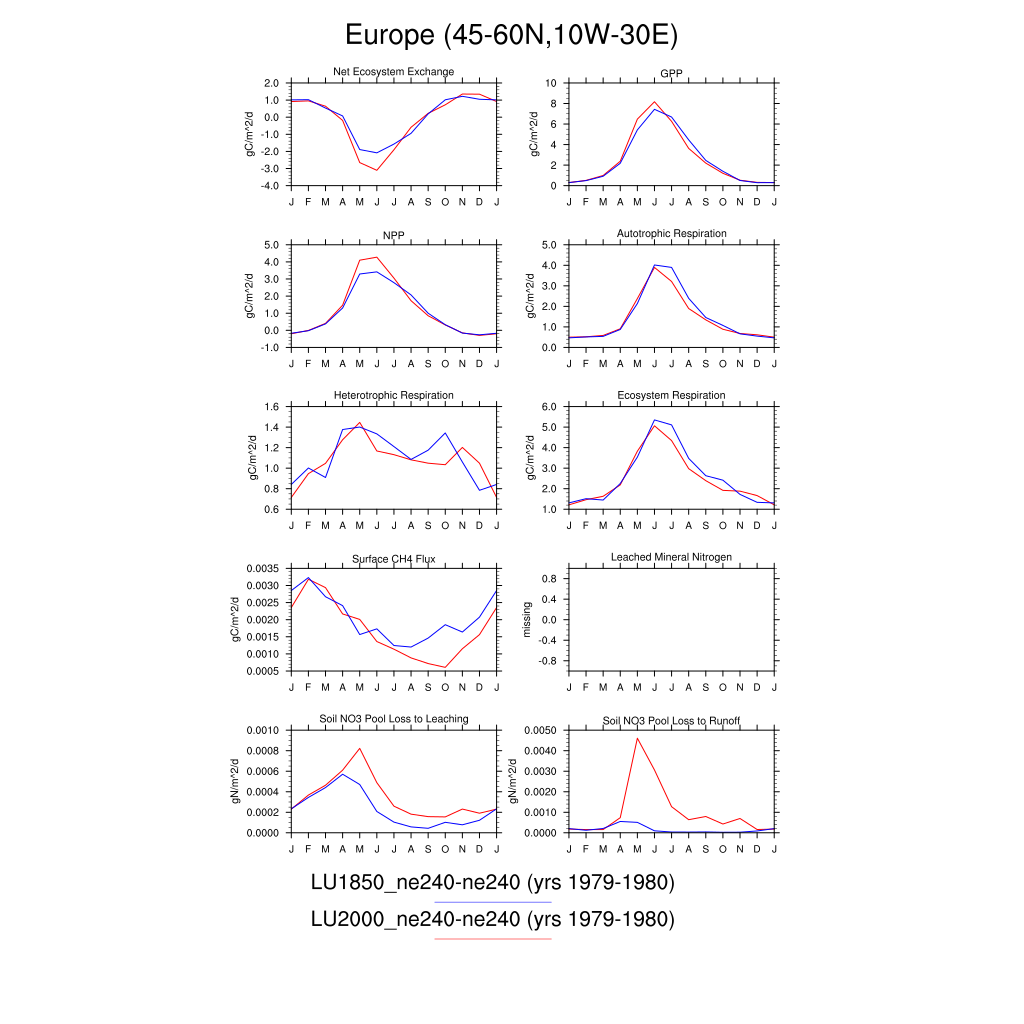 Europe (45-60N,10W-30E)
Net Ecosystem Exchange
gC/m^2/d
2.0
1.0
0.0
-1.0
-2.0
-3.0
-4.0
J F M A M J J A S O N D J
GPP
gC/m^2/d
10
8
6
4
2
0
J F M A M J J A S O N D J
NPP
gC/m^2/d
5.0
4.0
3.0
2.0
1.0
0.0
-1.0
J F M A M J J A S O N D J
Autotrophic Respiration
gC/m^2/d
5.0
4.0
3.0
2.0
1.0
0.0
J F M A M J J A S O N D J
Heterotrophic Respiration
gC/m^2/d
1.6
1.4
1.2
1.0
0.8
0.6
J F M A M J J A S O N D J
Ecosystem Respiration
gC/m^2/d
6.0
5.0
4.0
3.0
2.0
1.0
J F M A M J J A S O N D J
Surface CH4 Flux
gC/m^2/d
0.0035
0.0030
0.0025
0.0020
0.0015
0.0010
0.0005
J F M A M J J A S O N D J
Leached Mineral Nitrogen
missing
0.8
0.4
0.0
-0.4
-0.8
J F M A M J J A S O N D J
Soil NO3 Pool Loss to Leaching
gN/m^2/d
0.0010
0.0008
0.0006
0.0004
0.0002
0.0000
J F M A M J J A S O N D J
Soil NO3 Pool Loss to Runoff
gN/m^2/d
0.0050
0.0040
0.0030
0.0020
0.0010
0.0000
J F M A M J J A S O N D J
LU1850_ne240-ne240 (yrs 1979-1980)
LU2000_ne240-ne240 (yrs 1979-1980)